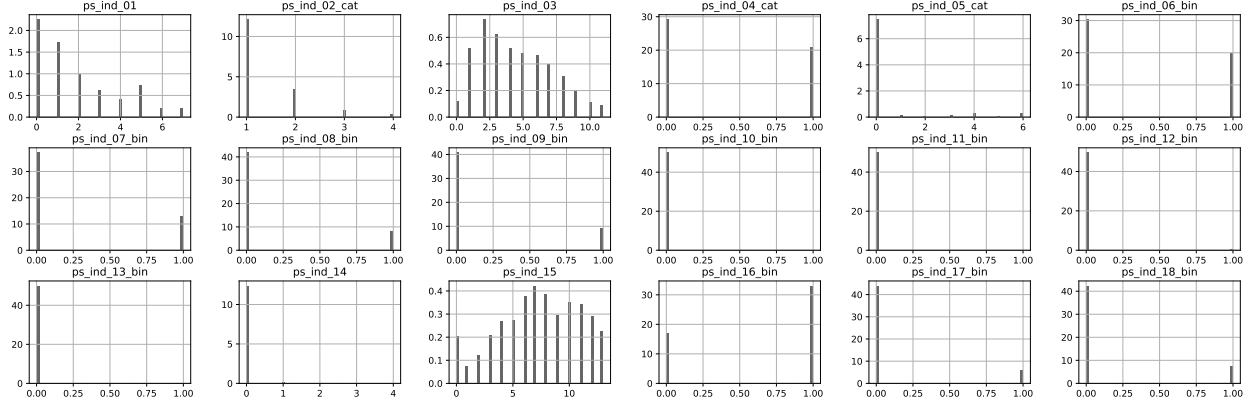 ps_ind_01 ps_ind_02_cat ps_ind_03 ps_ind_04_cat ps_ind_05_cat ps_ind_06_bin
2.0 1.5 1.0 0.5 0.0
0 2 4 6
10 5 0
1 2 3 4
0.6 0.4 0.2 0.0
0.0 2.5 5.0 7.5 10.0
30 20 10 0
0.00 0.25 0.50 0.75 1.00
6 4 2 0
0 2 4 6
30 20 10 0
0.00 0.25 0.50 0.75 1.00
ps_ind_07_bin ps_ind_08_bin ps_ind_09_bin ps_ind_10_bin ps_ind_11_bin ps_ind_12_bin
30 20 10 0
0.00 0.25 0.50 0.75 1.00
40 30 20 10 0
0.00 0.25 0.50 0.75 1.00
40 30 20 10 0
0.00 0.25 0.50 0.75 1.00
40 20 0
0.00 0.25 0.50 0.75 1.00
40 20 0
0.00 0.25 0.50 0.75 1.00
40 20 0
0.00 0.25 0.50 0.75 1.00
ps_ind_13_bin ps_ind_14 ps_ind_15 ps_ind_16_bin ps_ind_17_bin ps_ind_18_bin
40 20 0
0.00 0.25 0.50 0.75 1.00
10 5 0
0 1 2 3 4
0.4 0.3 0.2 0.1 0.0
0 5 10
30 20 10 0
0.00 0.25 0.50 0.75 1.00
40 30 20 10 0
0.00 0.25 0.50 0.75 1.00
40 30 20 10 0
0.00 0.25 0.50 0.75 1.00